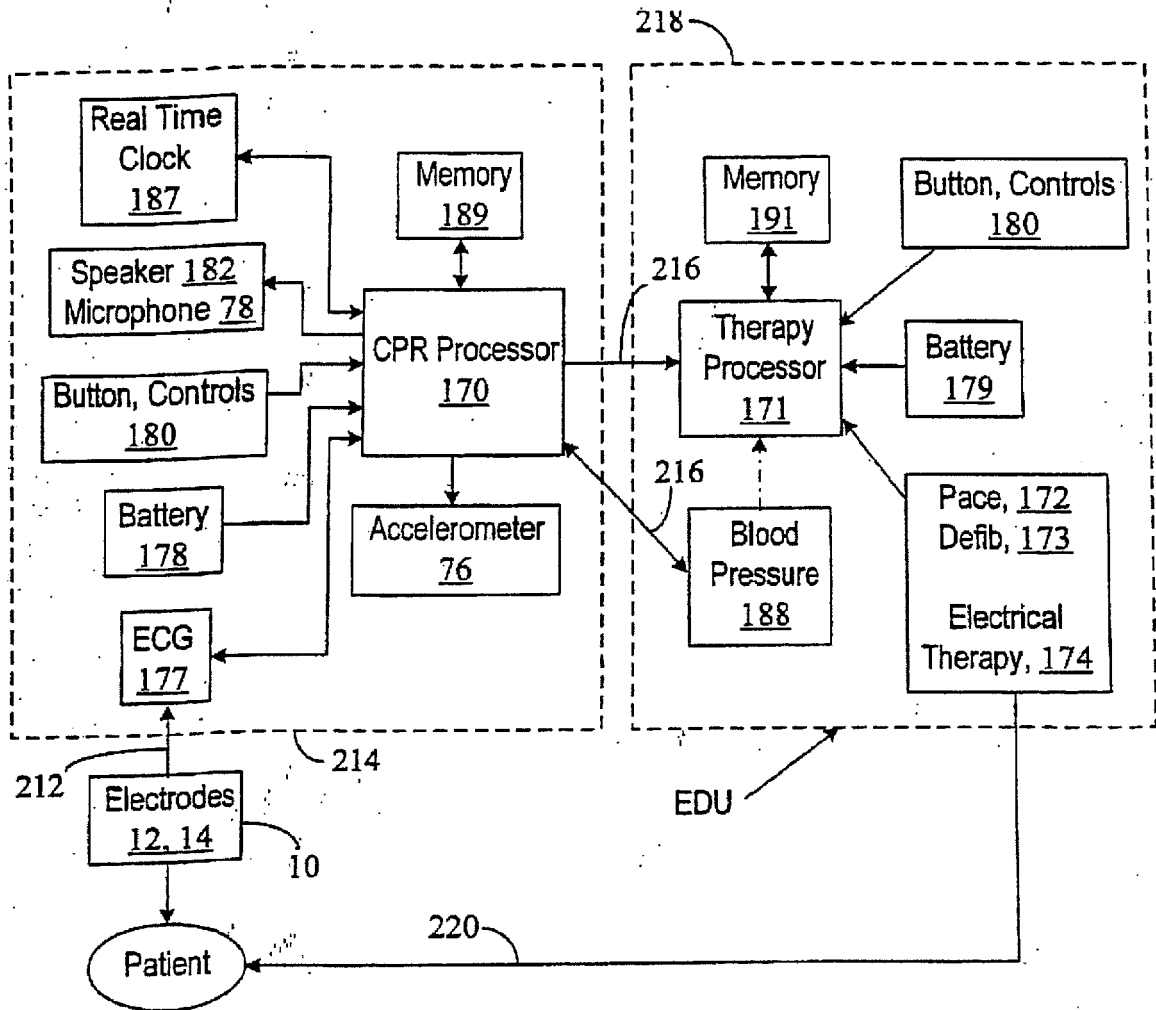 218
Real Time
Clock
187
Memory
189
Speaker 182
Microphone 78
CPR Processor
170
Button, Controls
180
Battery
178
Accelerometer
76
ECG
177
216
216
Memory
191
Button, Controls
180
Therapy
Processor
171
Battery
179
Blood
Pressure
188
Pace, 172
Defib, 173
Electrical
Therapy, 174
212
214
Electrodes
12, 14
10
EDU
220
Patient